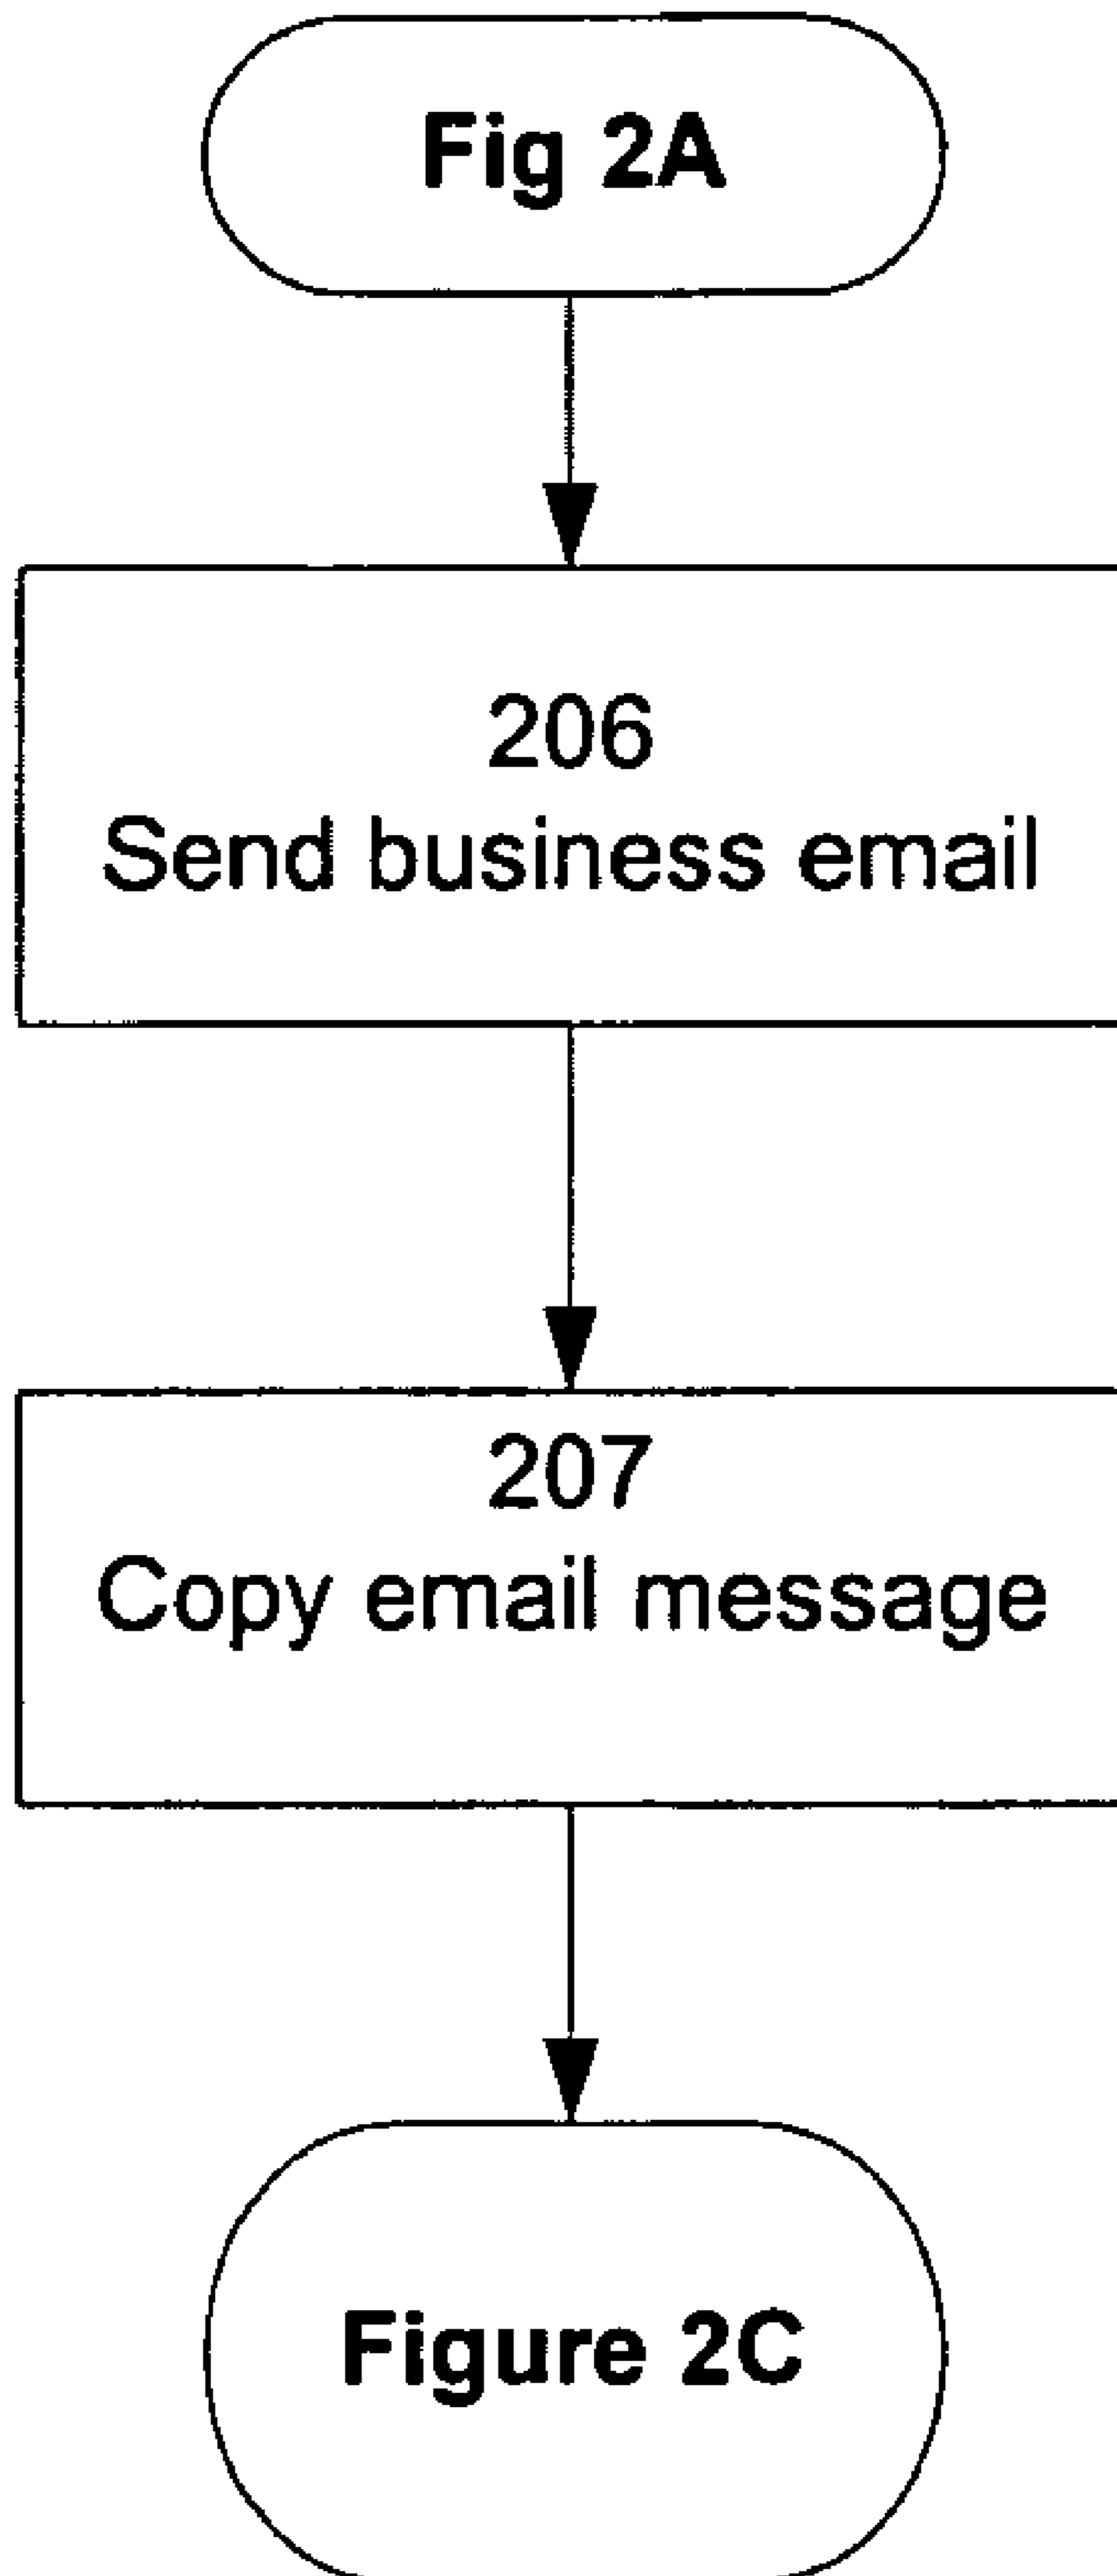 Fig 2A
206
Send business email
207
Copy email message
Figure 2C